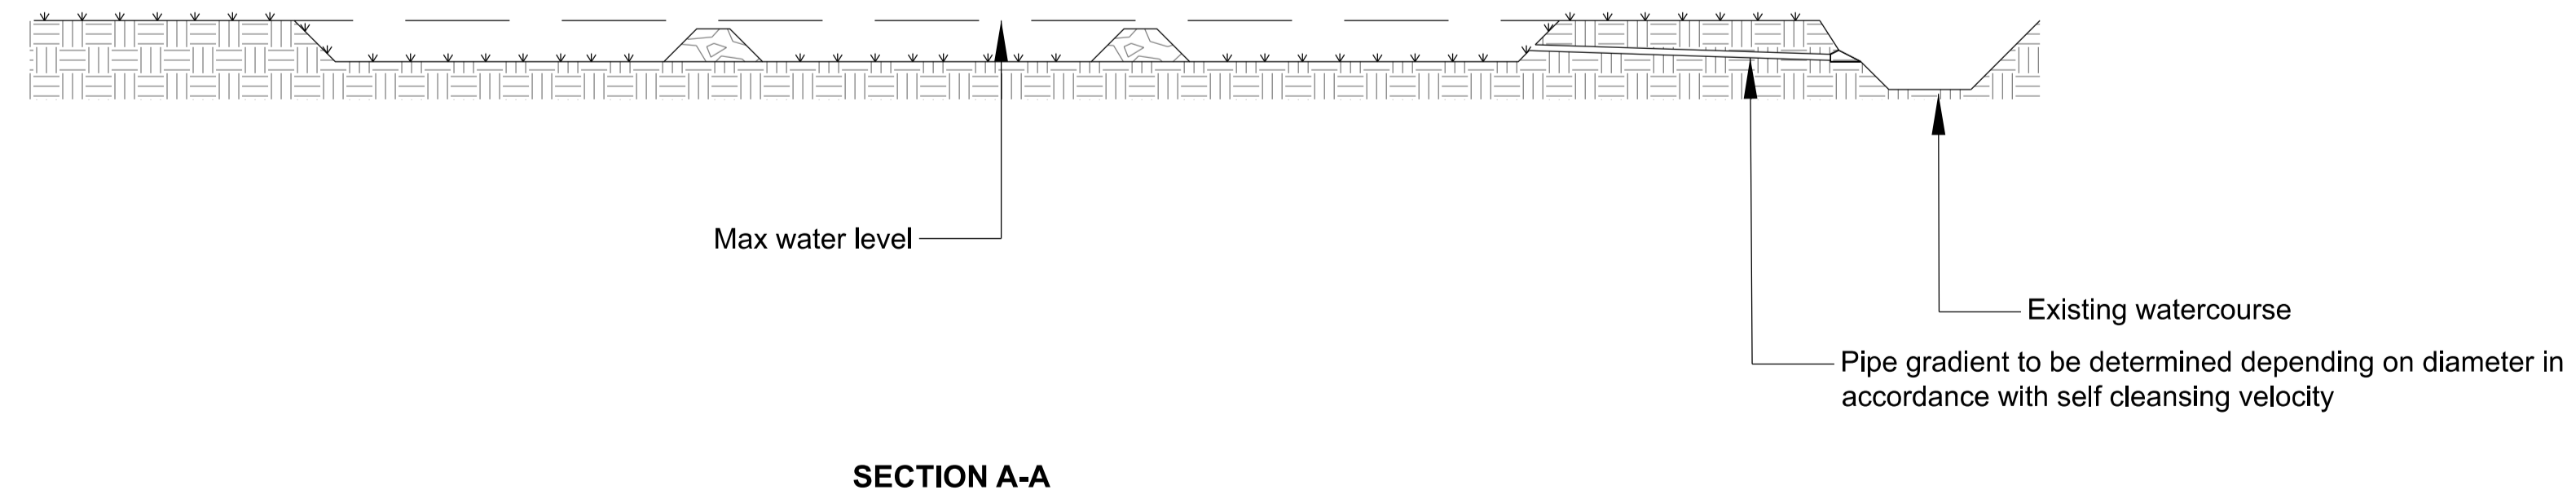 Max water level
Existing watercourse
Pipe gradient to be determined depending on diameter in
accordance with self cleansing velocity
SECTION A-A